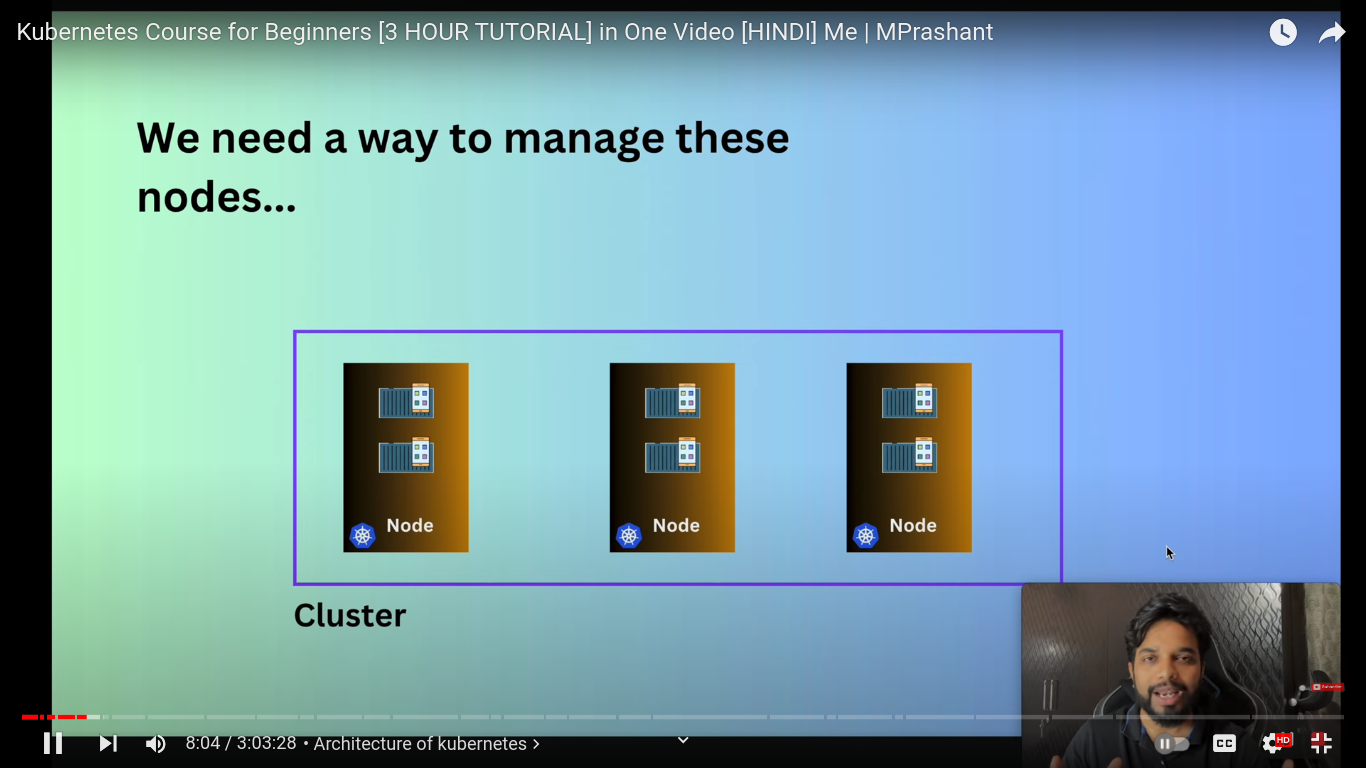 Kubernetes Course for Beginners [3 HOUR TUTORIAL] in One Video [HINDI] Me | MPrashant
We need a way to manage these
nodes...
Node
Node
Node
Cluster
8:04 / 3:03:28 • Architecture of kubernetes
CC
HD